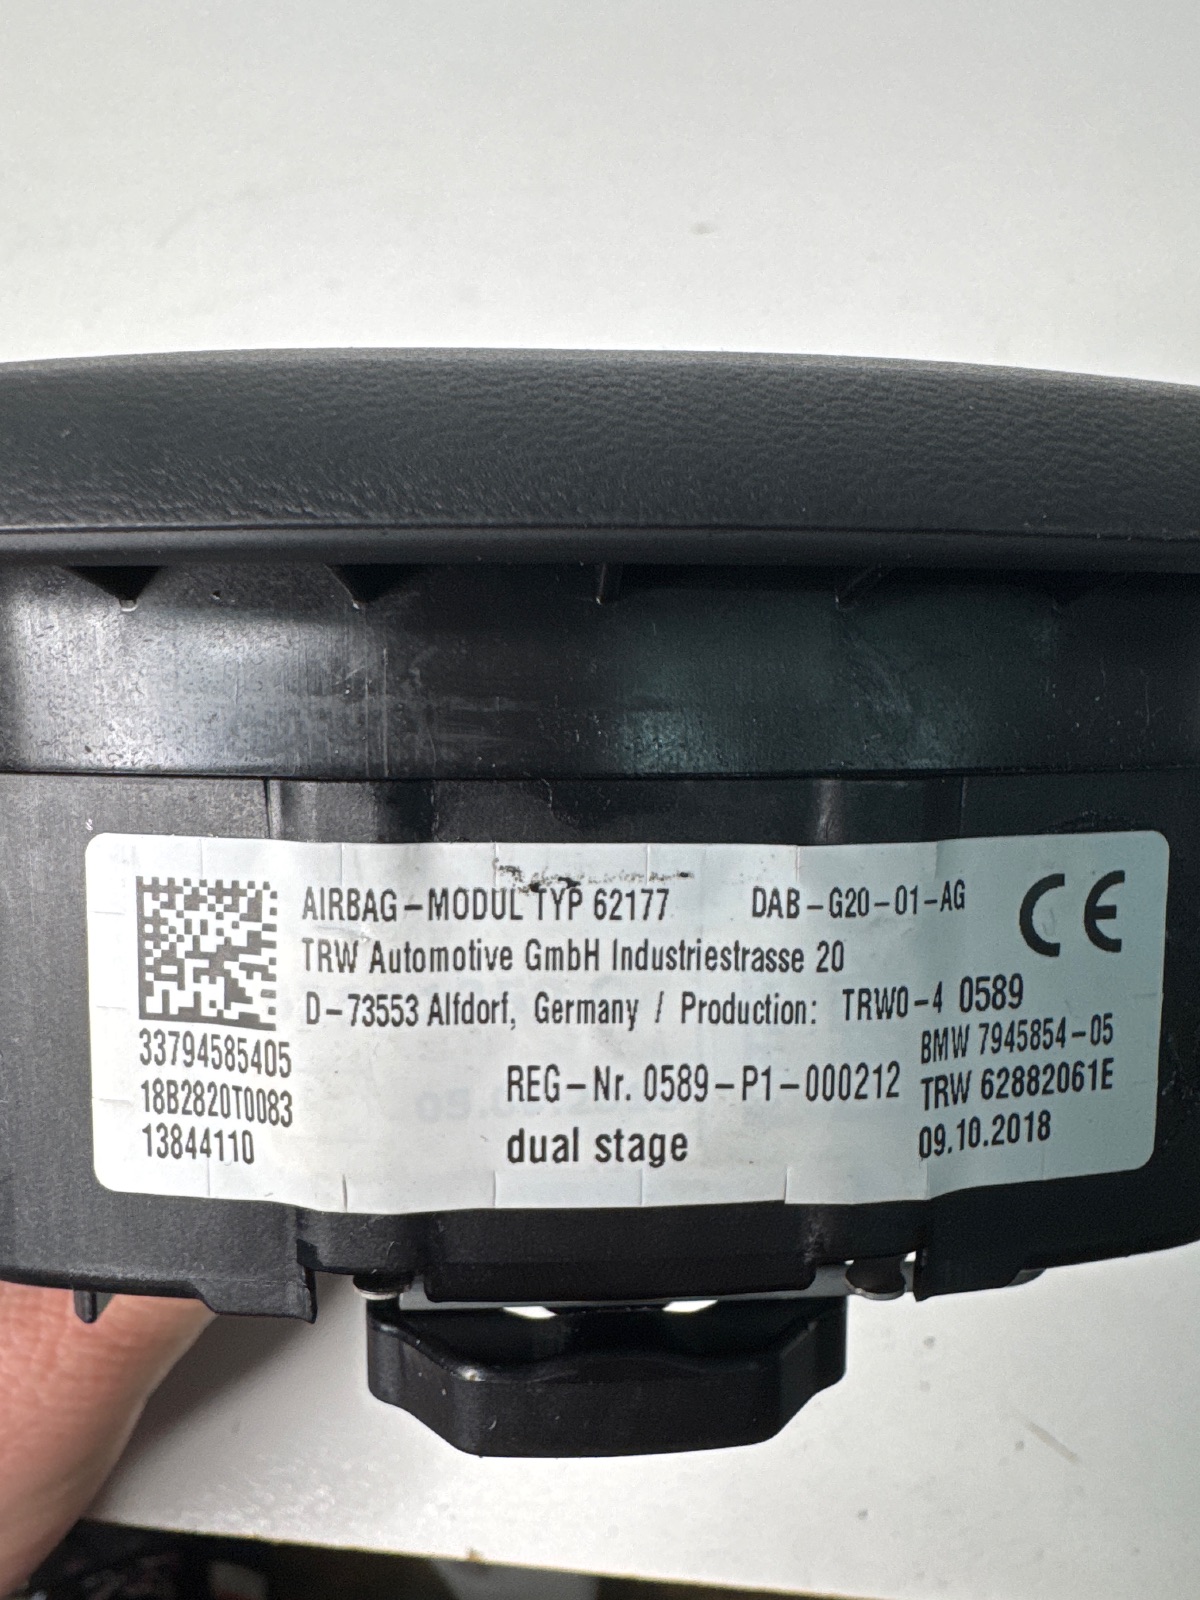 AIRBAG-MODUL TYP 62177 DAB-G20-01-AG CE
TRW Automotive GmbH Industriestrasse 20
D-73553 Alfdorf, Germany / Production: TRW0-4 0589
33794585405
18B2820T0083
13844110
REG-Nr. 0589-P1-000212
dual stage
BMW 7945854-05
TRW 62882061E
09.10.2018